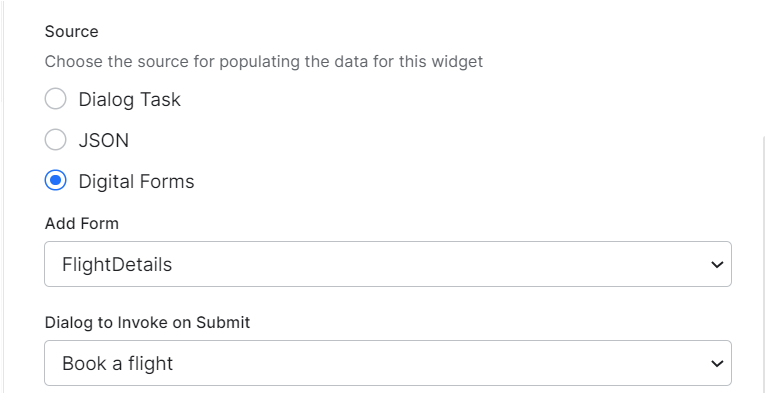 Source
Choose the source for populating the data for this widget
Dialog Task
JSON
Digital Forms
Add Form
FlightDetails
Dialog to Invoke on Submit
Book a flight